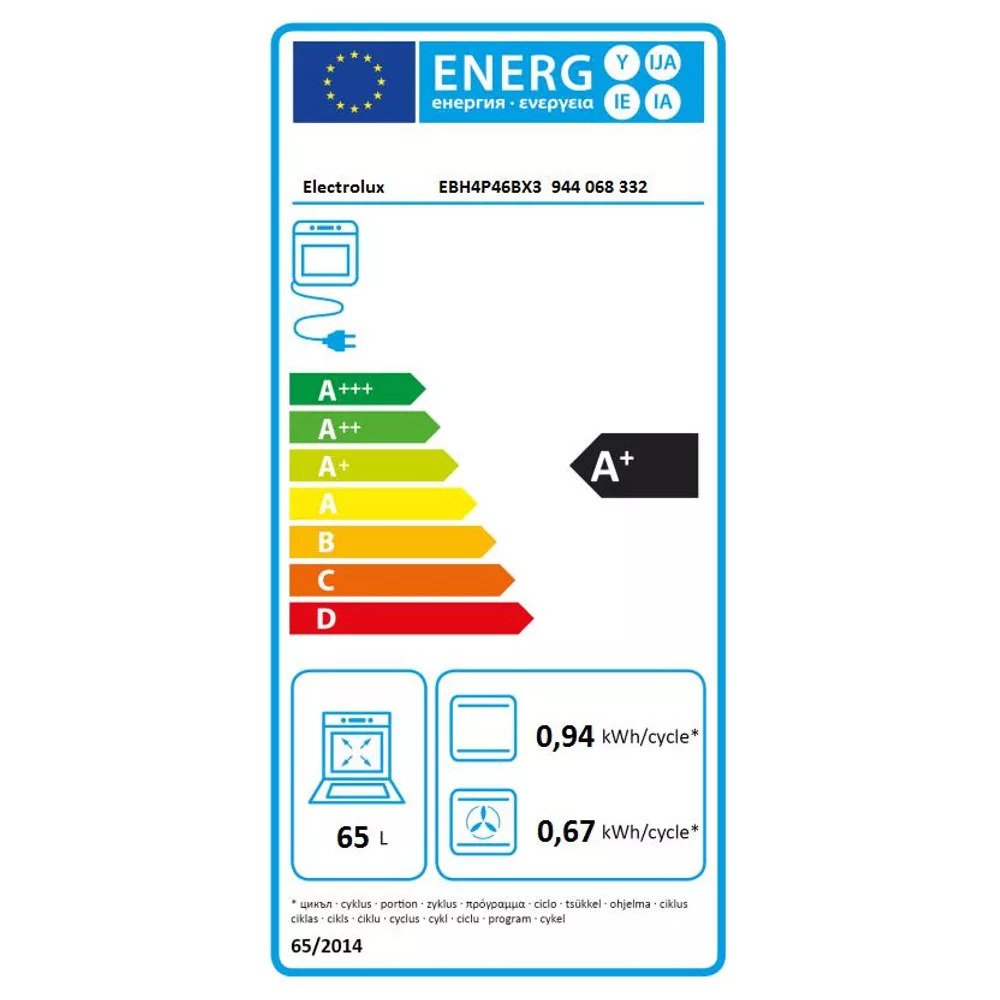 ENERG Y IJA
енергия · ενεργεια IE IA
Electrolux EBH4P46BX3 944 068 332
A+++
A++
A+
A+
A
B
C
D
0,94 kWh/cycle*
65 L
0,67 kWh/cycle*
* цикъл · cyklus · portion · zyklus · πρόγραμμα · ciclo · tsükkel · ohjelma · ciklus
ciklas · cikls · ċiklu · cyclus · cykl · ciclu · program · cykel
65/2014